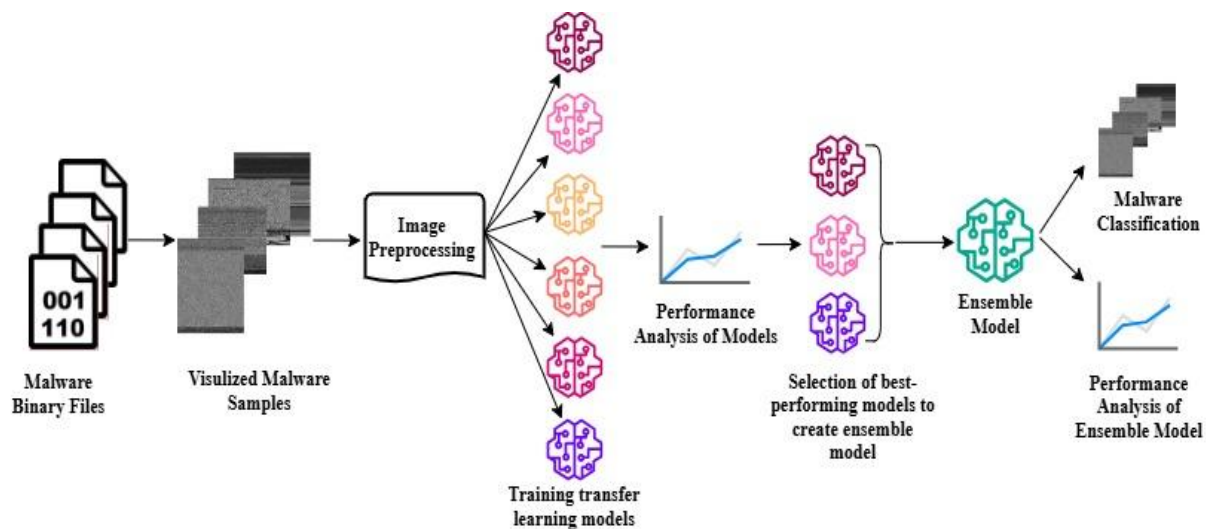 001
110
Malware
Binary Files
Visulized Malware
Samples
Image
Preprocessing
Training transfer
learning models
Performance
Analysis of Models
Selection of best-
performing models to
create ensemble
model
Ensemble
Model
Malware
Classification
Performance
Analysis of
Ensemble Model